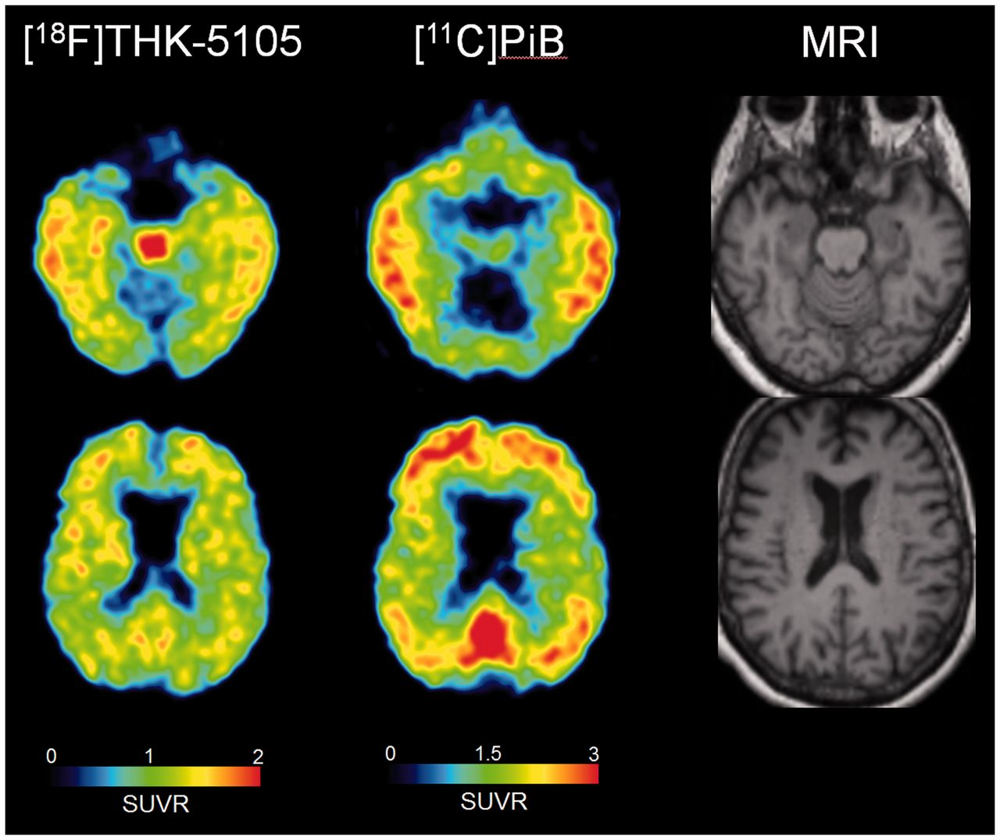 [¹⁸F]THK-5105 [¹¹C]PiB MRI
0 1 2 0 1.5 3
SUVR SUVR